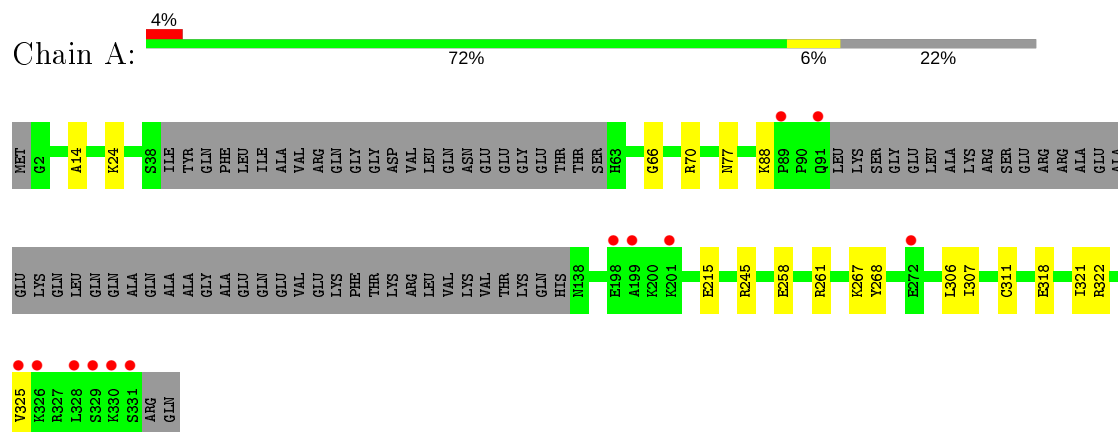 4%
Chain A:
72% 6% 22%
MET G2 A14 K24 S38 ILE TYR GLN PHE LEU ILE ALA VAL ARG GLN GLY GLY ASP VAL LEU GLN ASN GLU GLU GLY GLU THR THR SER H63 G66 R70 N77 K88 P89 P90 Q91 LEU LYS SER GLY GLU LEU ALA LYS ARG SER GLU ARG ARG ALA GLU ALA
GLU LYS GLN LEU GLN GLN ALA GLN ALA ALA GLY ALA GLU GLN GLU VAL GLU LYS PHE THR LYS ARG LEU VAL LYS VAL THR LYS GLN HIS N138 E198 A199 K200 K201 E215 R245 E258 R261 K267 Y268 E272 L306 I307 C311 E318 I321 R322
V325 K326 R327 L328 S329 K330 S331 ARG GLN